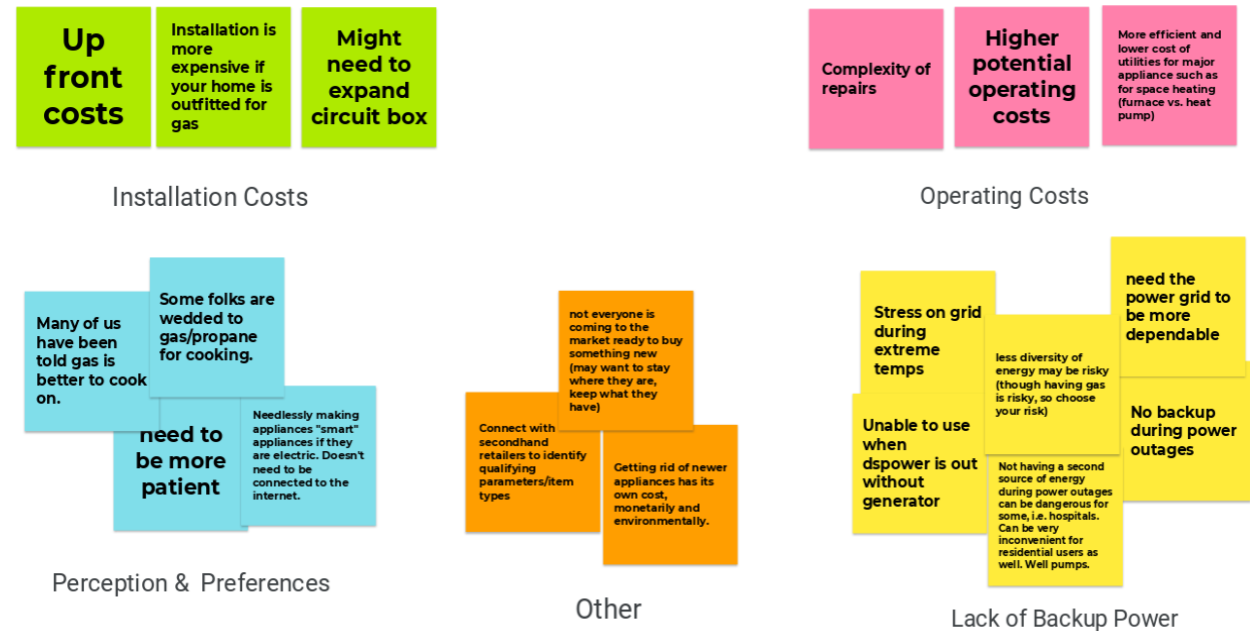 Up
front
costs
Installation is
more
expensive if
your home is
outfitted for
gas
Might
need to
expand
circuit box
Installation Costs
Complexity of
repairs
Higher
potential
operating
costs
More efficient and
lower cost of
utilities for major
appliance such as
for space heating
(furnace vs. heat
pump)
Operating Costs
Many of us
have been
told gas is
better to cook
on.
Some folks are
wedded to
gas/propane
for cooking.
need to
be more
patient
Needlessly making
appliances "smart"
appliances if they
are electric. Doesn't
need to be
connected to the
internet.
Perception & Preferences
not everyone is
coming to the
market ready to buy
something new
(may want to stay
where they are,
keep what they
have)
Connect with
secondhand
retailers to identify
qualifying
parameters/item
types
Getting rid of newer
appliances has its
own cost,
monetarily and
environmentally.
Other
Stress on grid
during
extreme
temps
need the
power grid to
be more
dependable
less diversity of
energy may be risky
(though having gas
is risky, so choose
your risk)
Unable to use
when
dspower is out
without
generator
No backup
during power
outages
Not having a second
source of energy
during power outages
can be dangerous for
some, i.e. hospitals.
Can be very
inconvenient for
residential users as
well. Well pumps.
Lack of Backup Power